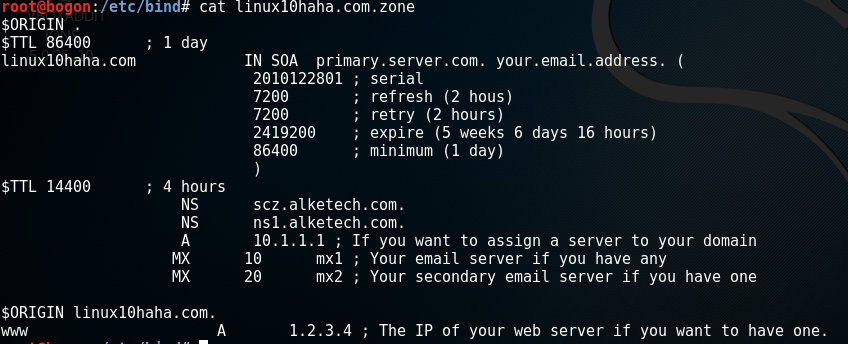 root@bogon:/etc/bind# cat linux10haha.com.zone
$ORIGIN .
$TTL 86400 ; 1 day
linux10haha.com IN SOA primary.server.com. your.email.address. (
2010122801 ; serial
7200 ; refresh (2 hous)
7200 ; retry (2 hours)
2419200 ; expire (5 weeks 6 days 16 hours)
86400 ; minimum (1 day)
)
$TTL 14400 ; 4 hours
NS scz.alketech.com.
NS ns1.alketech.com.
A 10.1.1.1 ; If you want to assign a server to your domain
MX 10 mx1 ; Your email server if you have any
MX 20 mx2 ; Your secondary email server if you have one
$ORIGIN linux10haha.com.
www A 1.2.3.4 ; The IP of your web server if you want to have one.
root@bogon:/etc/bind#